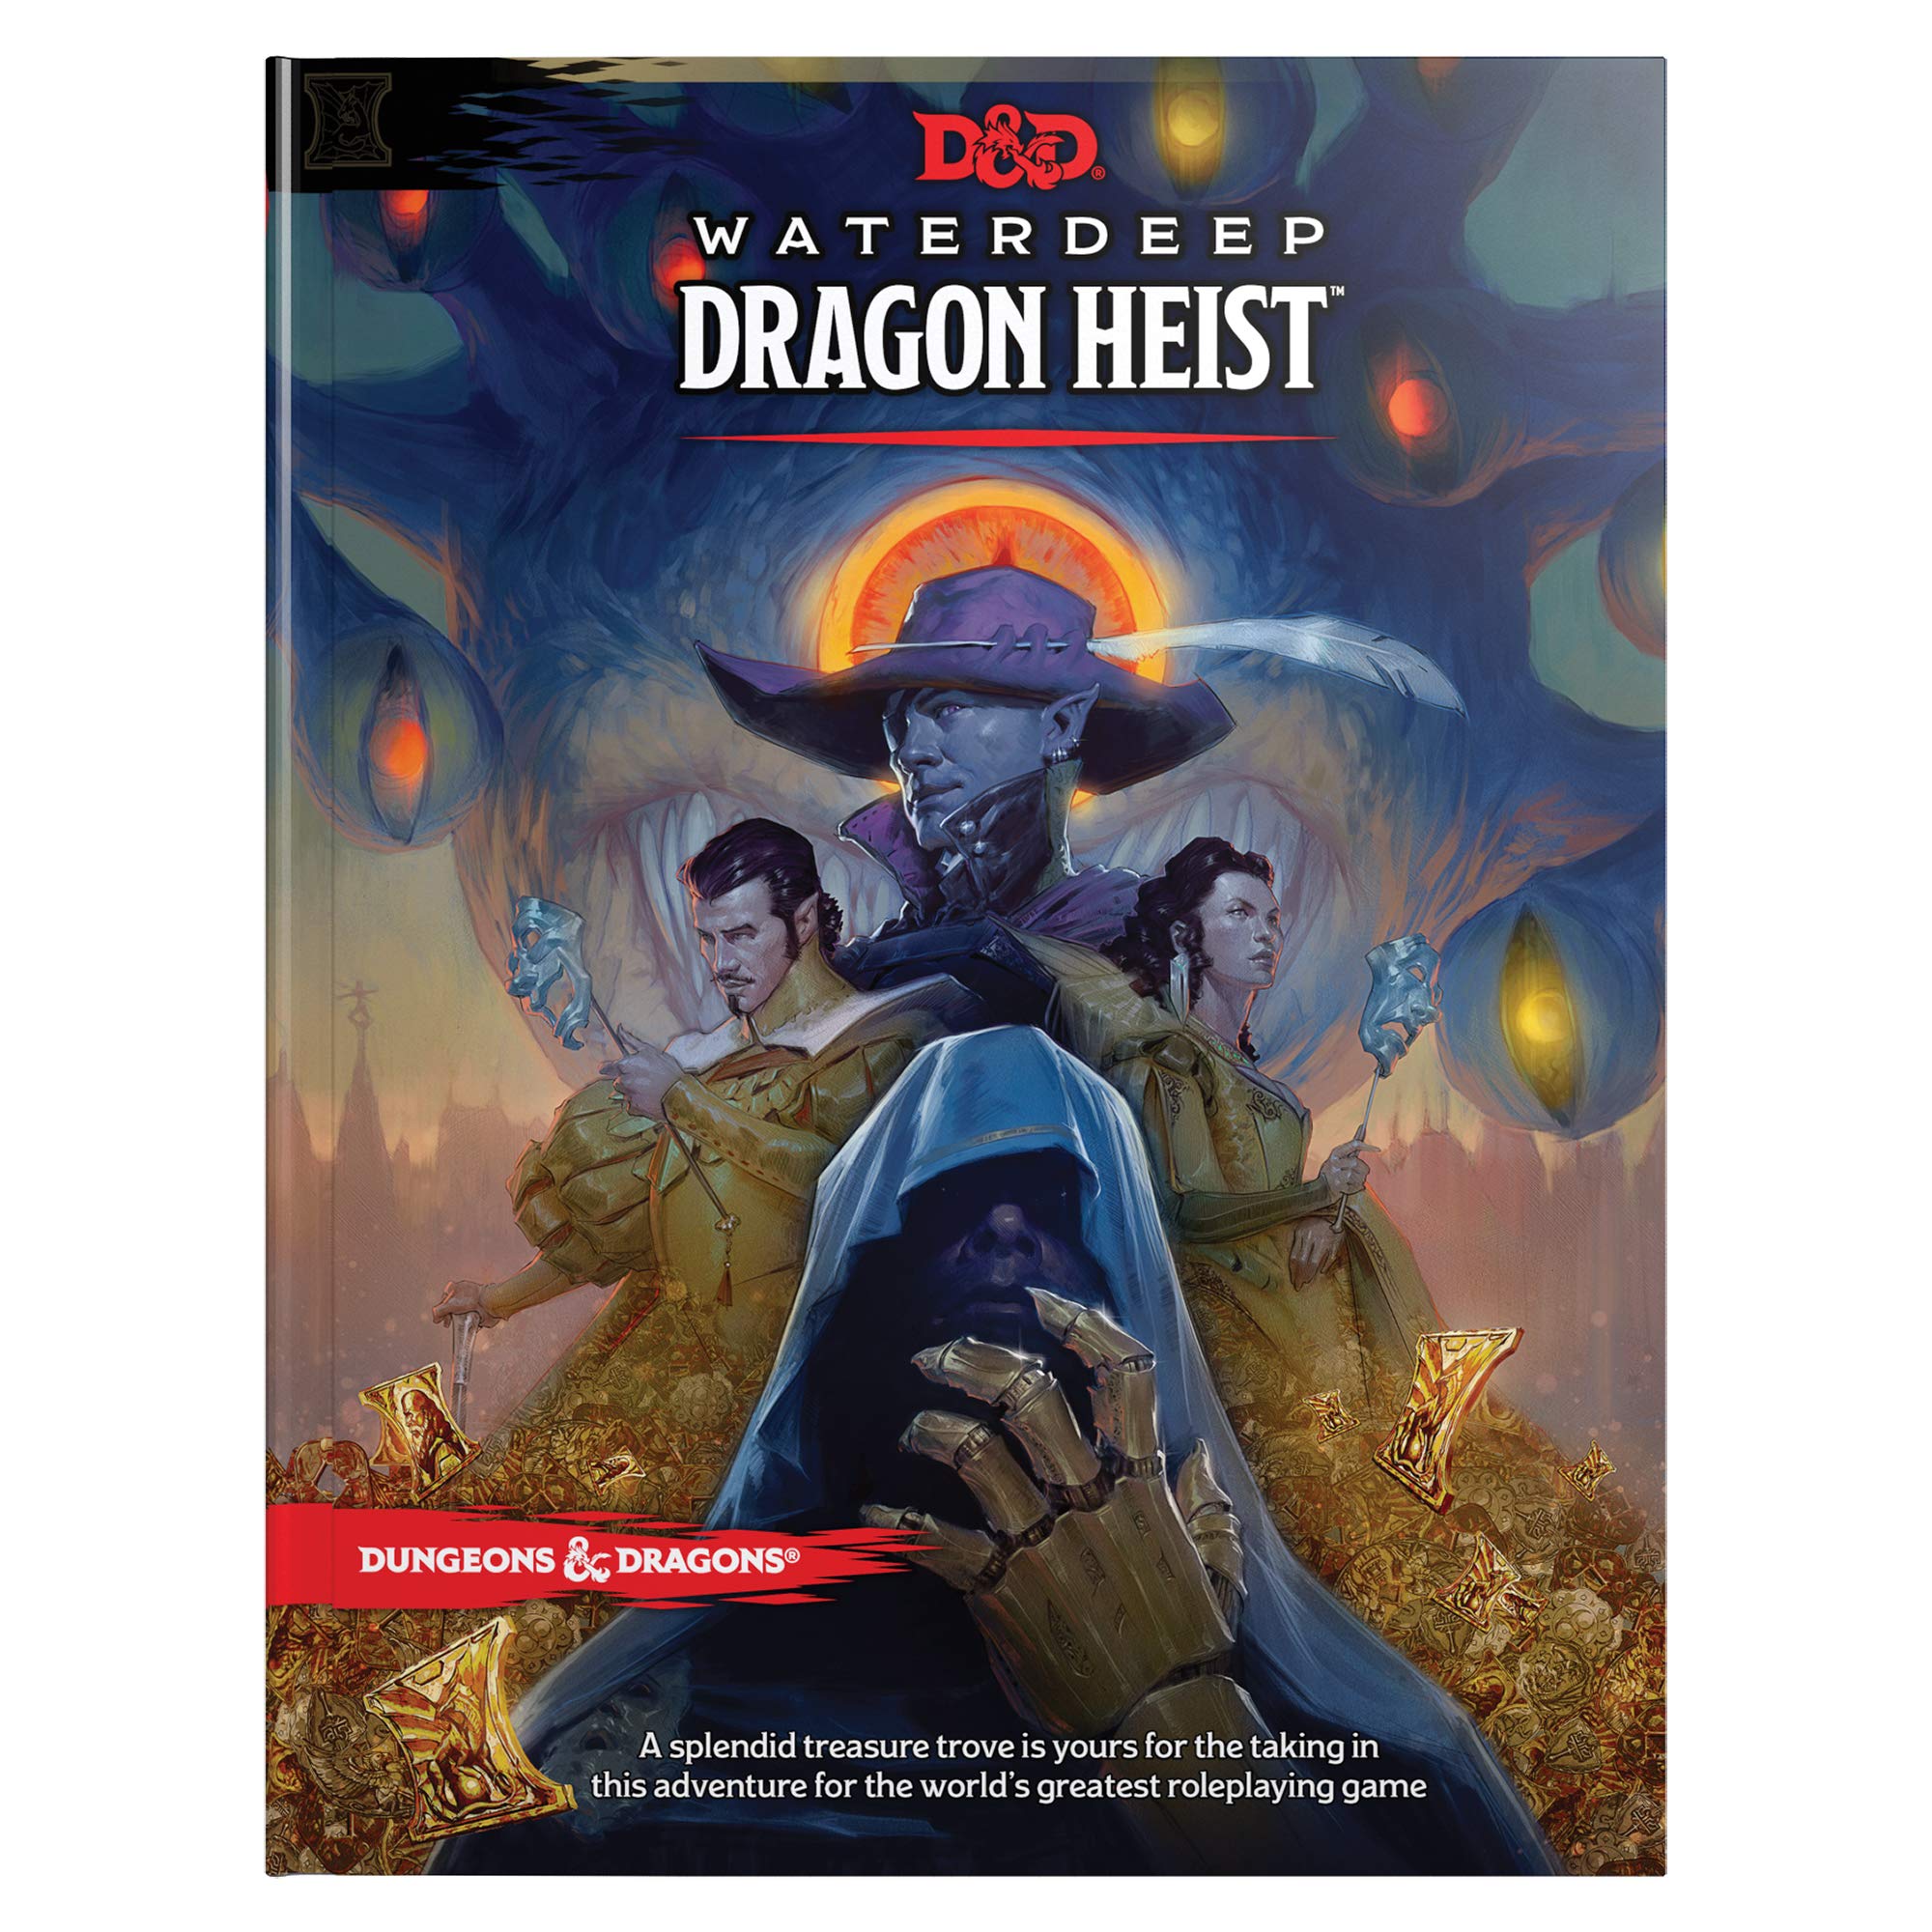 D&D®
WATERDEEP
DRAGON HEIST™
DUNGEONS & DRAGONS®
A splendid treasure trove is yours for the taking in
this adventure for the world's greatest roleplaying game